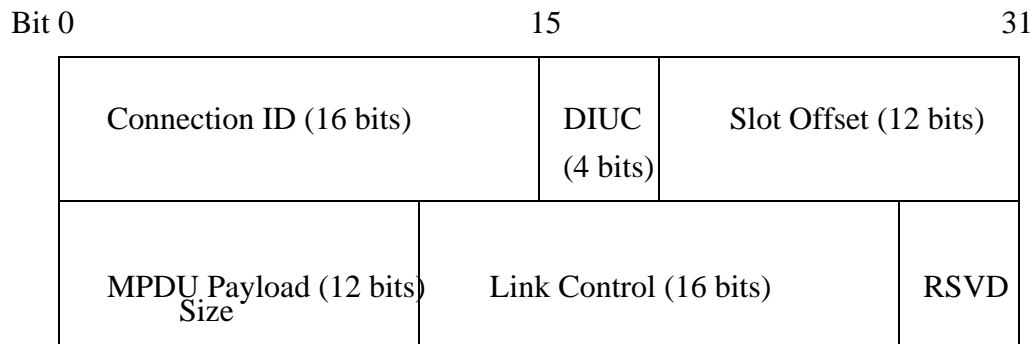 Bit 0 15 31
Connection ID (16 bits) DIUC Slot Offset (12 bits)
(4 bits)
MPDU Payload (12 bits) Link Control (16 bits) RSVD
Size